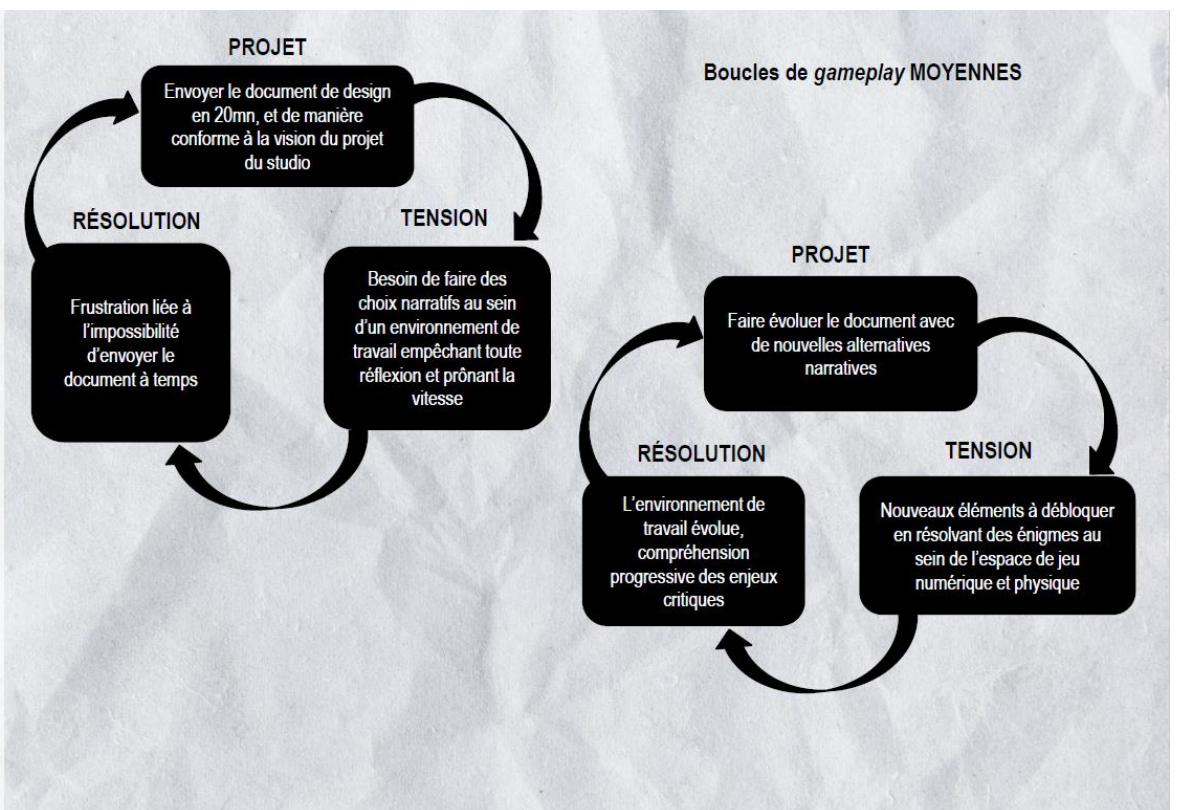 Boucles de gameplay MOYENNES
PROJET
Envoyer le document de design
en 20mn, et de manière
conforme à la vision du projet
du studio
TENSION
Besoin de faire des
choix narratifs au sein
d’un environnement de
travail empêchant toute
réflexion et prônant la
vitesse
RÉSOLUTION
Frustration liée à
l’impossibilité
d’envoyer le
document à temps
PROJET
Faire évoluer le document avec
de nouvelles alternatives
narratives
TENSION
Nouveaux éléments à débloquer
en résolvant des énigmes au
sein de l’espace de jeu
numérique et physique
RÉSOLUTION
L’environnement de
travail évolue,
compréhension
progressive des enjeux
critiques